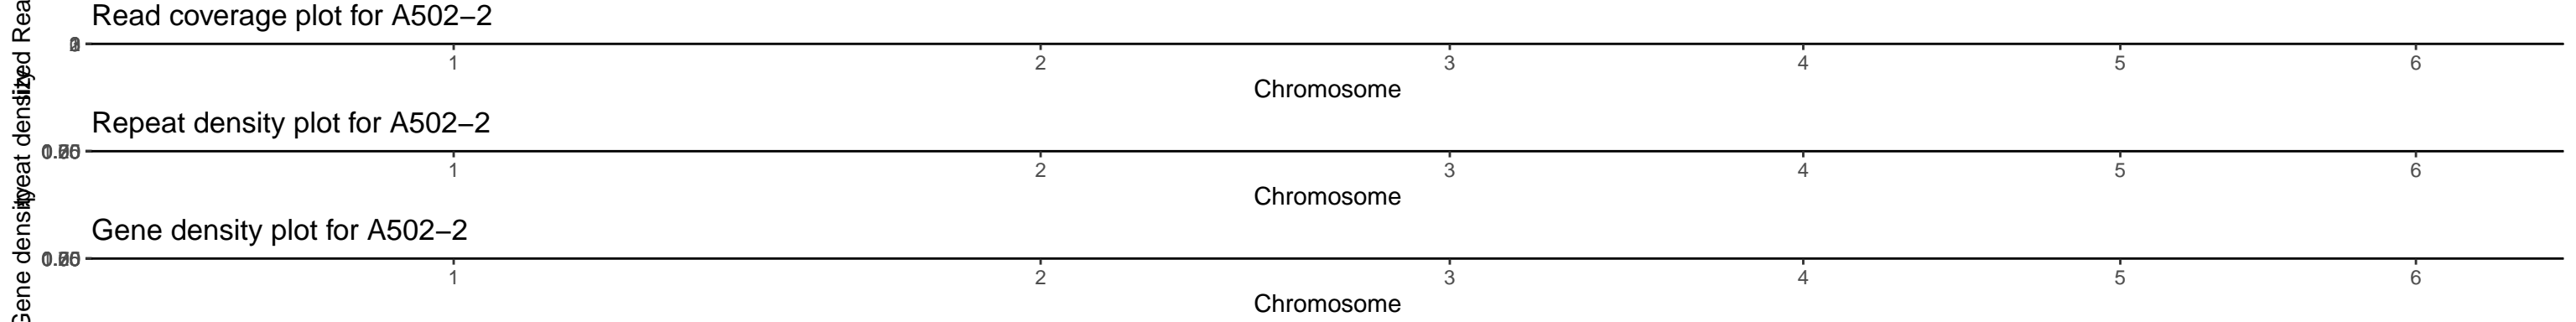 Read coverage plot for A502−2
1 2 3 4 5 6
Chromosome
Repeat density plot for A502−2
1 2 3 4 5 6
Chromosome
Gene density plot for A502−2
1 2 3 4 5 6
Chromosome
Gene density